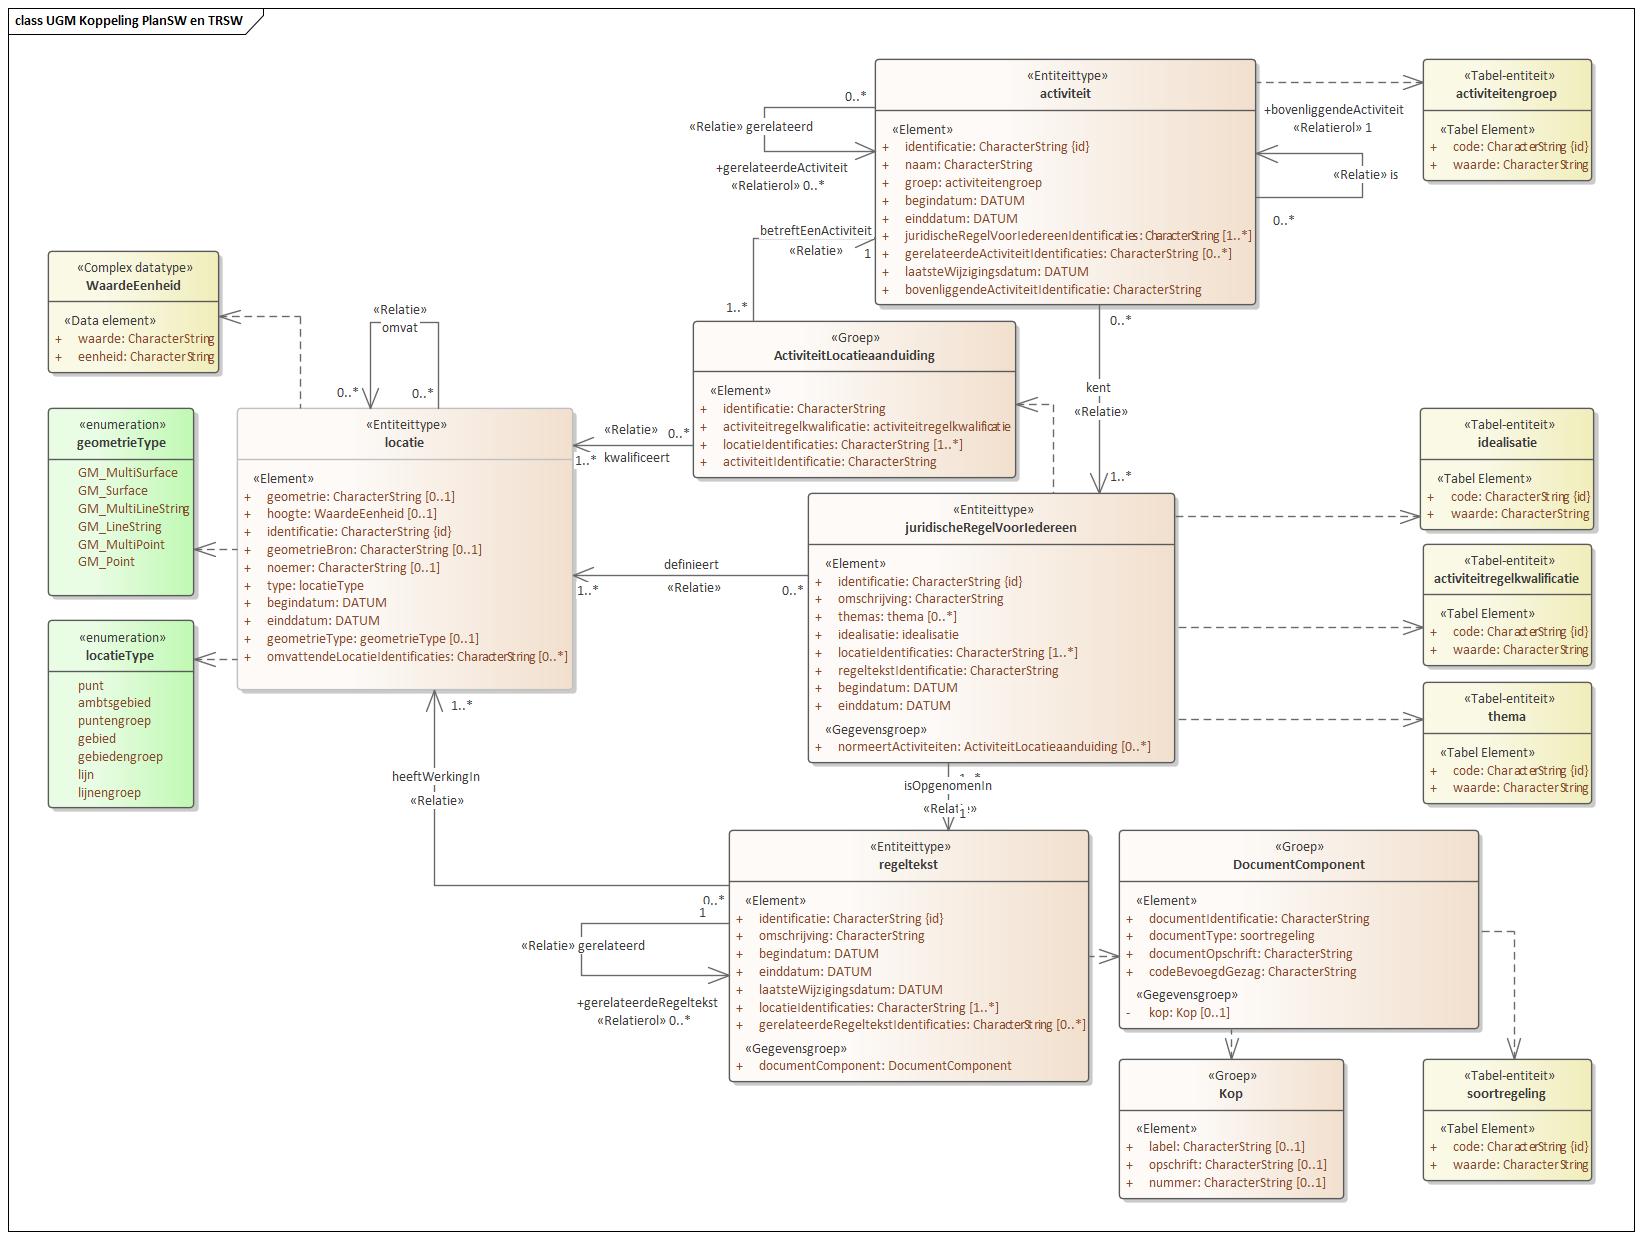 class UGM Koppeling PlanSW en TRSW
«Entiteittype»
activiteit
«Element»
+ identificatie: CharacterString {id}
+ naam: CharacterString
+ groep: activiteitengroep
+ begindatum: DATUM
+ einddatum: DATUM
+ juridischeRegelVoorIedereenIdentificaties: CharacterString [1..*]
+ gerelateerdeActiviteitIdentificaties: CharacterString [0..*]
+ laatsteWijzigingsdatum: DATUM
+ bovenliggendeActiviteitIdentificatie: CharacterString
«Tabel-entiteit»
activiteitengroep
«Tabel Element»
+ code: CharacterString {id}
+ waarde: CharacterString
0..*
«Relatie» gerelateerd
+gerelateerdeActiviteit
«Relatierol» 0..*
+bovenliggendeActiviteit
«Relatierol» 1
«Relatie» is
0..*
betreftEenActiviteit
«Relatie»
1
1..*
«Complex datatype»
WaardeEenheid
«Data element»
+ waarde: CharacterString
+ eenheid: CharacterString
«Relatie»
omvat
0..*
0..*
«Groep»
ActiviteitLocatieaanduiding
«Element»
+ identificatie: CharacterString
+ activiteitregelkwalificatie: activiteitregelkwalificatie
+ locatieIdentificaties: CharacterString [1..*]
+ activiteitIdentificatie: CharacterString
0..*
kent
«Relatie»
1..*
«enumeration»
geometrieType
GM_MultiSurface
GM_Surface
GM_MultiLineString
GM_LineString
GM_MultiPoint
GM_Point
«Entiteittype»
locatie
«Element»
+ geometrie: CharacterString [0..1]
+ hoogte: WaardeEenheid [0..1]
+ identificatie: CharacterString {id}
+ geometrieBron: CharacterString [0..1]
+ noemer: CharacterString [0..1]
+ type: locatieType
+ begindatum: DATUM
+ einddatum: DATUM
+ geometrieType: geometrieType [0..1]
+ omvattendeLocatieIdentificaties: CharacterString [0..*]
«Relatie»
0..*
1..*
kwalificeert
«Tabel-entiteit»
idealisatie
«Tabel Element»
+ code: CharacterString {id}
+ waarde: CharacterString
«Entiteittype»
juridischeRegelVoorIedereen
«Element»
+ identificatie: CharacterString {id}
+ omschrijving: CharacterString
+ themas: thema [0..*]
+ idealisatie: idealisatie
+ locatieIdentificaties: CharacterString [1..*]
+ regeltekstIdentificatie: CharacterString
+ begindatum: DATUM
+ einddatum: DATUM
«Gegevensgroep»
+ normeertActiviteiten: ActiviteitLocatieaanduiding [0..*]
definieert
«Relatie»
1..*
0..*
«Tabel-entiteit»
activiteitregelkwalificatie
«Tabel Element»
+ code: CharacterString {id}
+ waarde: CharacterString
«enumeration»
locatieType
punt
ambtsgebied
puntengroep
gebied
gebiedengroep
lijn
lijnengroep
«Tabel-entiteit»
thema
«Tabel Element»
+ code: CharacterString {id}
+ waarde: CharacterString
1..*
heeftWerkingIn
«Relatie»
0..*
1..*
isOpgenomenIn
«Relatie»
1
«Entiteittype»
regeltekst
«Element»
+ identificatie: CharacterString {id}
+ omschrijving: CharacterString
+ begindatum: DATUM
+ einddatum: DATUM
+ laatsteWijzigingsdatum: DATUM
+ locatieIdentificaties: CharacterString [1..*]
+ gerelateerdeRegeltekstIdentificaties: CharacterString [0..*]
«Gegevensgroep»
+ documentComponent: DocumentComponent
1
«Relatie» gerelateerd
+gerelateerdeRegeltekst
«Relatierol» 0..*
«Groep»
DocumentComponent
«Element»
+ documentIdentificatie: CharacterString
+ documentType: soortregeling
+ documentOpschrift: CharacterString
+ codeBevoegdGezag: CharacterString
«Gegevensgroep»
- kop: Kop [0..1]
«Groep»
Kop
«Element»
+ label: CharacterString [0..1]
+ opschrift: CharacterString [0..1]
+ nummer: CharacterString [0..1]
«Tabel-entiteit»
soortregeling
«Tabel Element»
+ code: CharacterString {id}
+ waarde: CharacterString